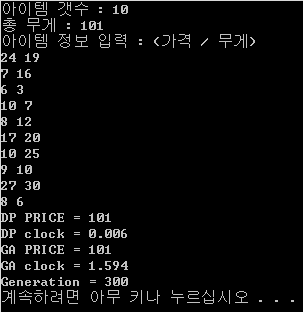 아이템 갯수 : 10
총 무게 : 101
아이템 정보 입력 : (가격 / 무게)
24 19
7 16
6 3
10 7
8 12
17 20
10 25
9 10
27 30
8 6
DP PRICE = 101
DP clock = 0.006
GA PRICE = 101
GA clock = 1.594
Generation = 300
계속하려면 아무 키나 누르십시오 . . .